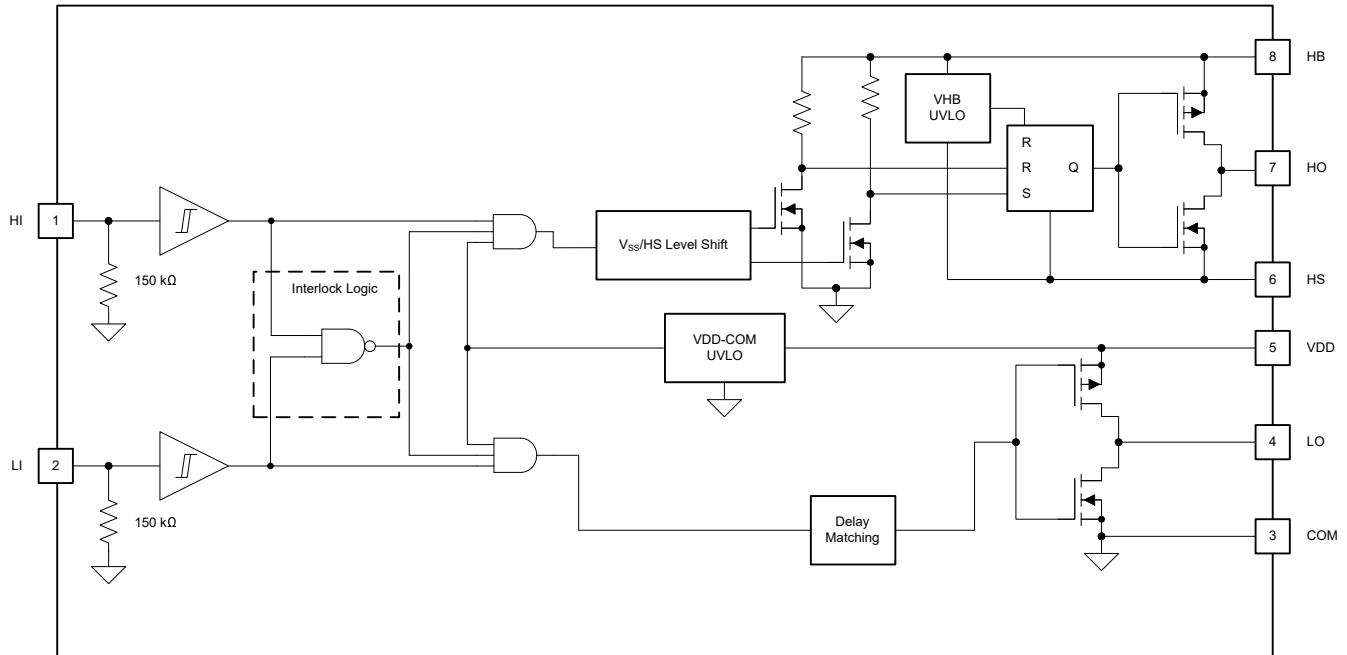 8 HB
VHB
UVLO
R
R Q
S
7 HO
HI 1
V_SS/HS Level Shift
150 kΩ
Interlock Logic
6 HS
VDD-COM
UVLO
5 VDD
4 LO
LI 2
150 kΩ
Delay
Matching
3 COM